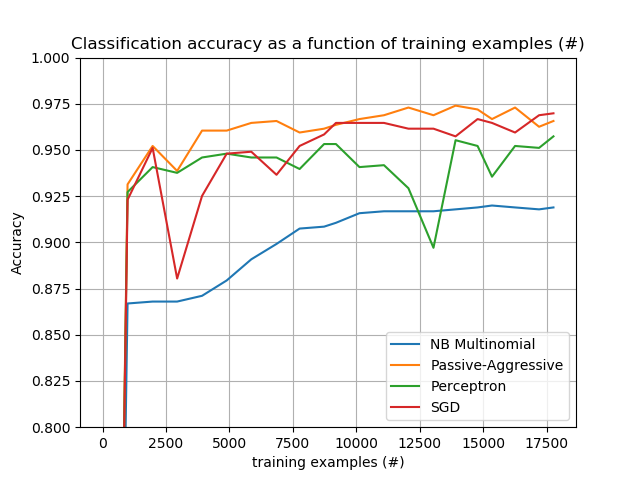 Classification accuracy as a function of training examples (#)
1.000
0.975
0.950
0.925
0.900
0.875
0.850
0.825
0.800
Accuracy
NB Multinomial
Passive-Aggressive
Perceptron
SGD
0 2500 5000 7500 10000 12500 15000 17500
training examples (#)